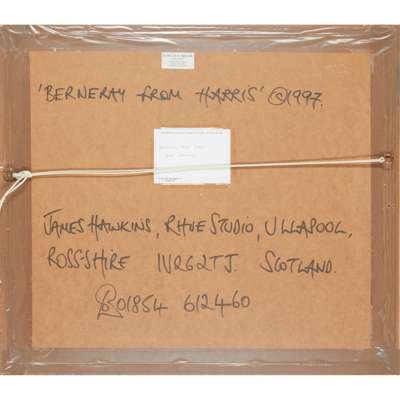 'BERNERAY FROM HARRIS' ©1997.
JAMES HAWKINS, RHUE STUDIO, ULLAPOOL,
ROSS-SHIRE IV26 2TJ. SCOTLAND.
01854 612460